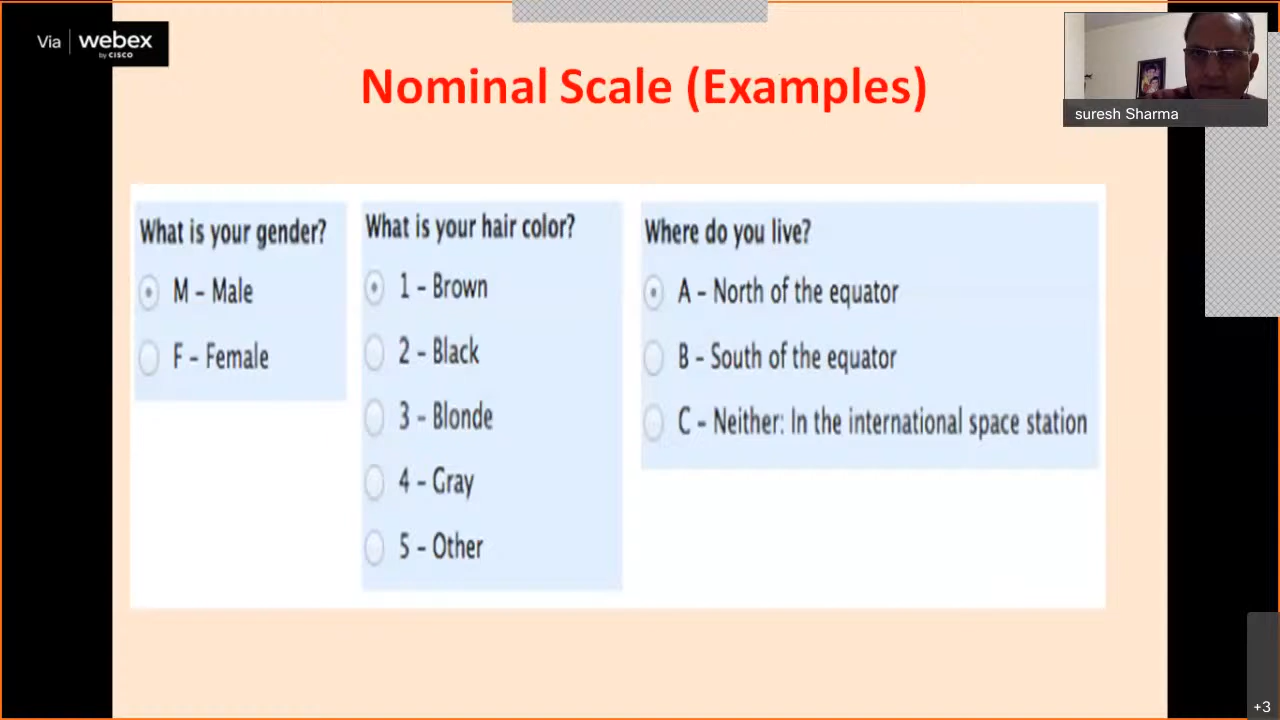 Via webex
by CISCO
Nominal Scale (Examples)
suresh Sharma
What is your gender?
M – Male
F – Female
What is your hair color?
1 – Brown
2 – Black
3 – Blonde
4 – Gray
5 – Other
Where do you live?
A – North of the equator
B – South of the equator
C – Neither: In the international space station
+3